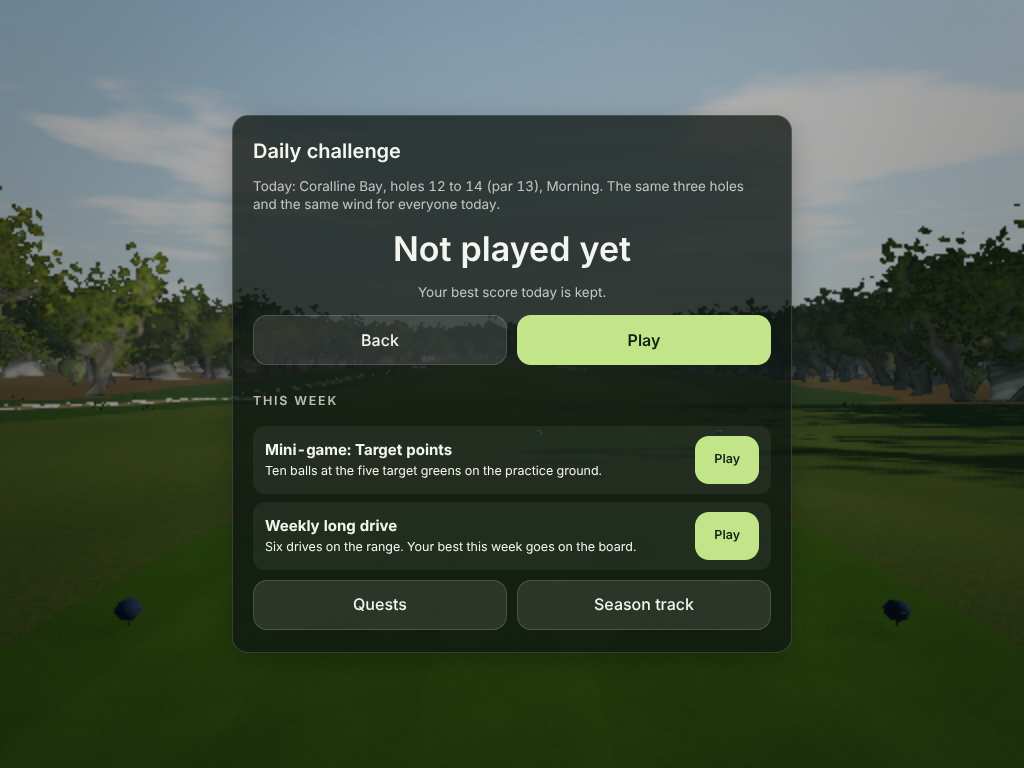 Daily challenge
Today: Coralline Bay, holes 12 to 14 (par 13), Morning. The same three holes
and the same wind for everyone today.
Not played yet
Your best score today is kept.
Back
Play
THIS WEEK
Mini-game: Target points
Ten balls at the five target greens on the practice ground.
Play
Weekly long drive
Six drives on the range. Your best this week goes on the board.
Play
Quests
Season track